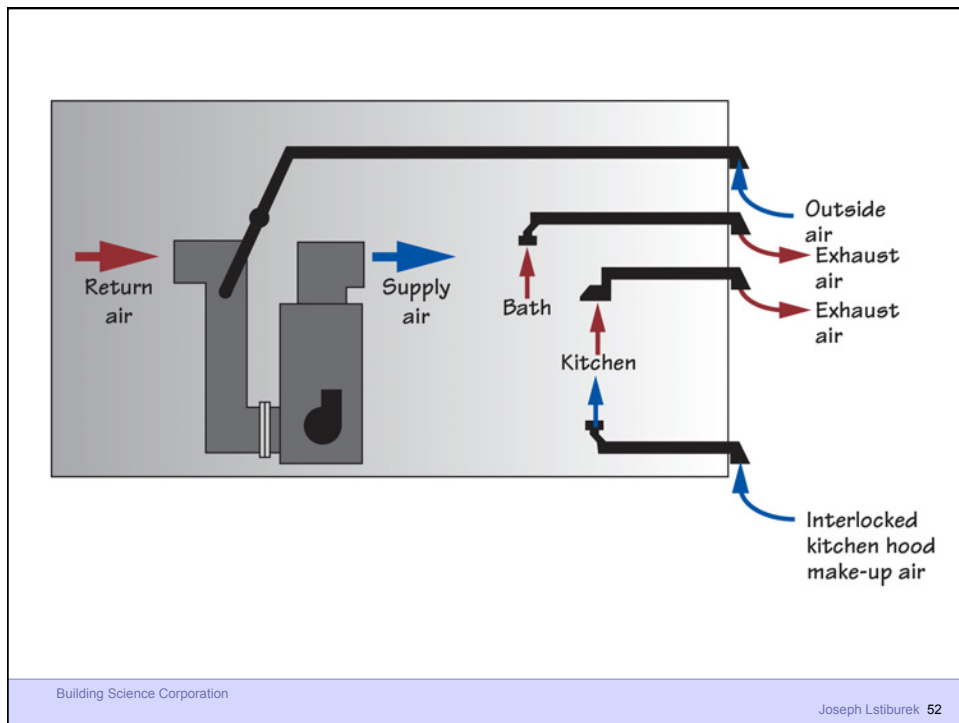 Outside
air
Exhaust
air
Return
air
Supply
air
Bath
Exhaust
air
Kitchen
Interlocked
kitchen hood
make-up air
Building Science Corporation
Joseph Lstiburek 52